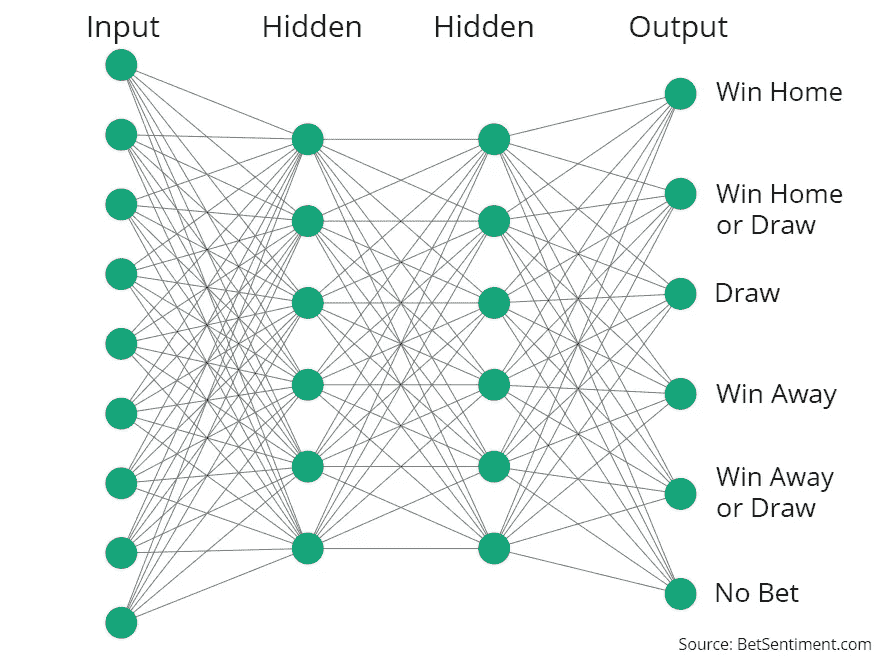 Input
Hidden
Hidden
Output
Win Home
Win Home
or Draw
Draw
Win Away
Win Away
or Draw
No Bet
Source: BetSentiment.com